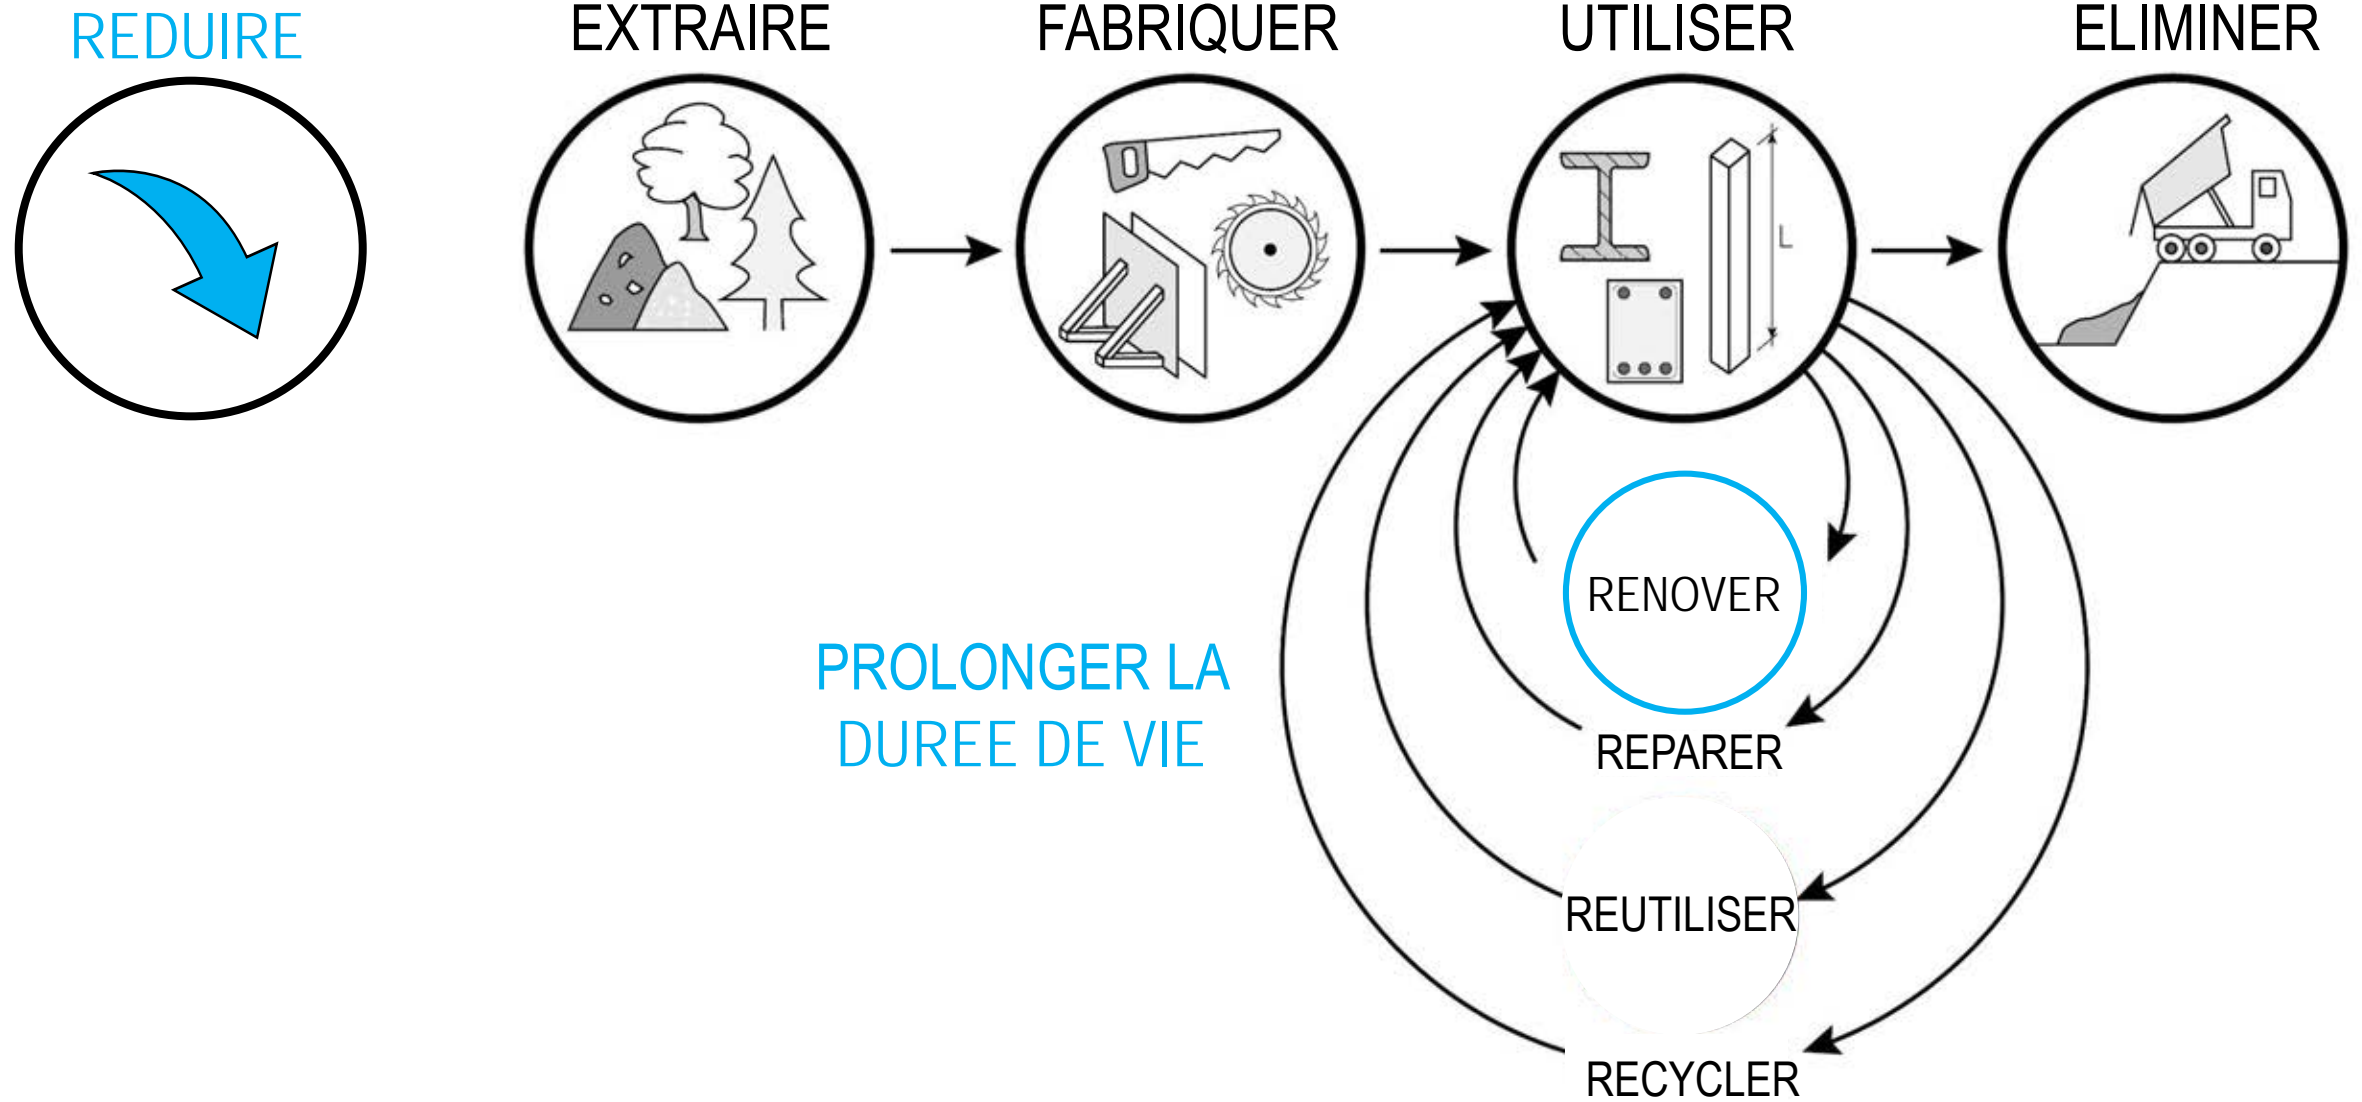 REDUIRE
EXTRAIRE
FABRIQUER
UTILISER
ELIMINER
L
RENOVER
PROLONGER LA
DUREE DE VIE
REPARER
REUTILISER
RECYCLER